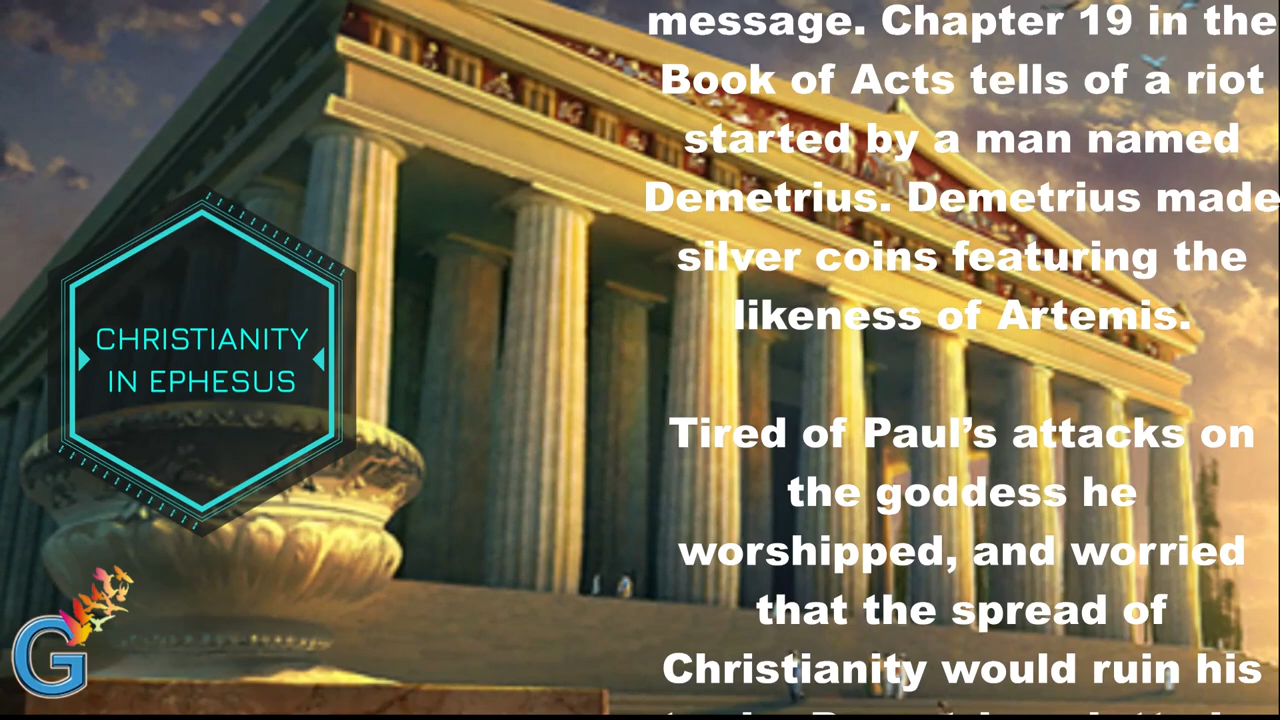 CHRISTIANITY
IN EPHESUS
G
message. Chapter 19 in the
Book of Acts tells of a riot
started by a man named
Demetrius. Demetrius made
silver coins featuring the
likeness of Artemis.
Tired of Paul’s attacks on
the goddess he
worshipped, and worried
that the spread of
Christianity would ruin his